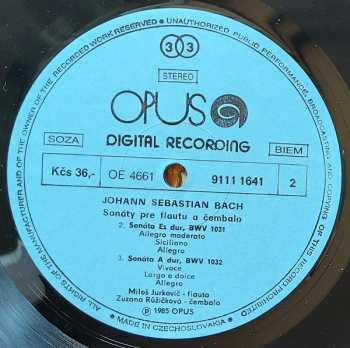 ALL RIGHTS OF THE MANUFACTURER AND OF THE OWNER OF THE RECORDED WORK RESERVED · UNAUTHORIZED PUBLIC PERFORMANCE, BROADCASTING AND COPYING OF THIS RECORD PROHIBITED
33
STEREO
OPUS
SOZA
DIGITAL RECORDING
BIEM
Kčs 36,- OE 4661 9111 1641 2
JOHANN SEBASTIAN BACH
Sonáty pre flautu a čembalo
2. Sonáta Es dur, BWV 1031
Allegro moderato
Siciliano
Allegro
3. Sonáta A dur, BWV 1032
Vivace
Largo e dolce
Allegro
Miloš Jurkovič - flauta
Zuzana Růžičková - čembalo
℗ 1985 OPUS
MADE IN CZECHOSLOVAKIA